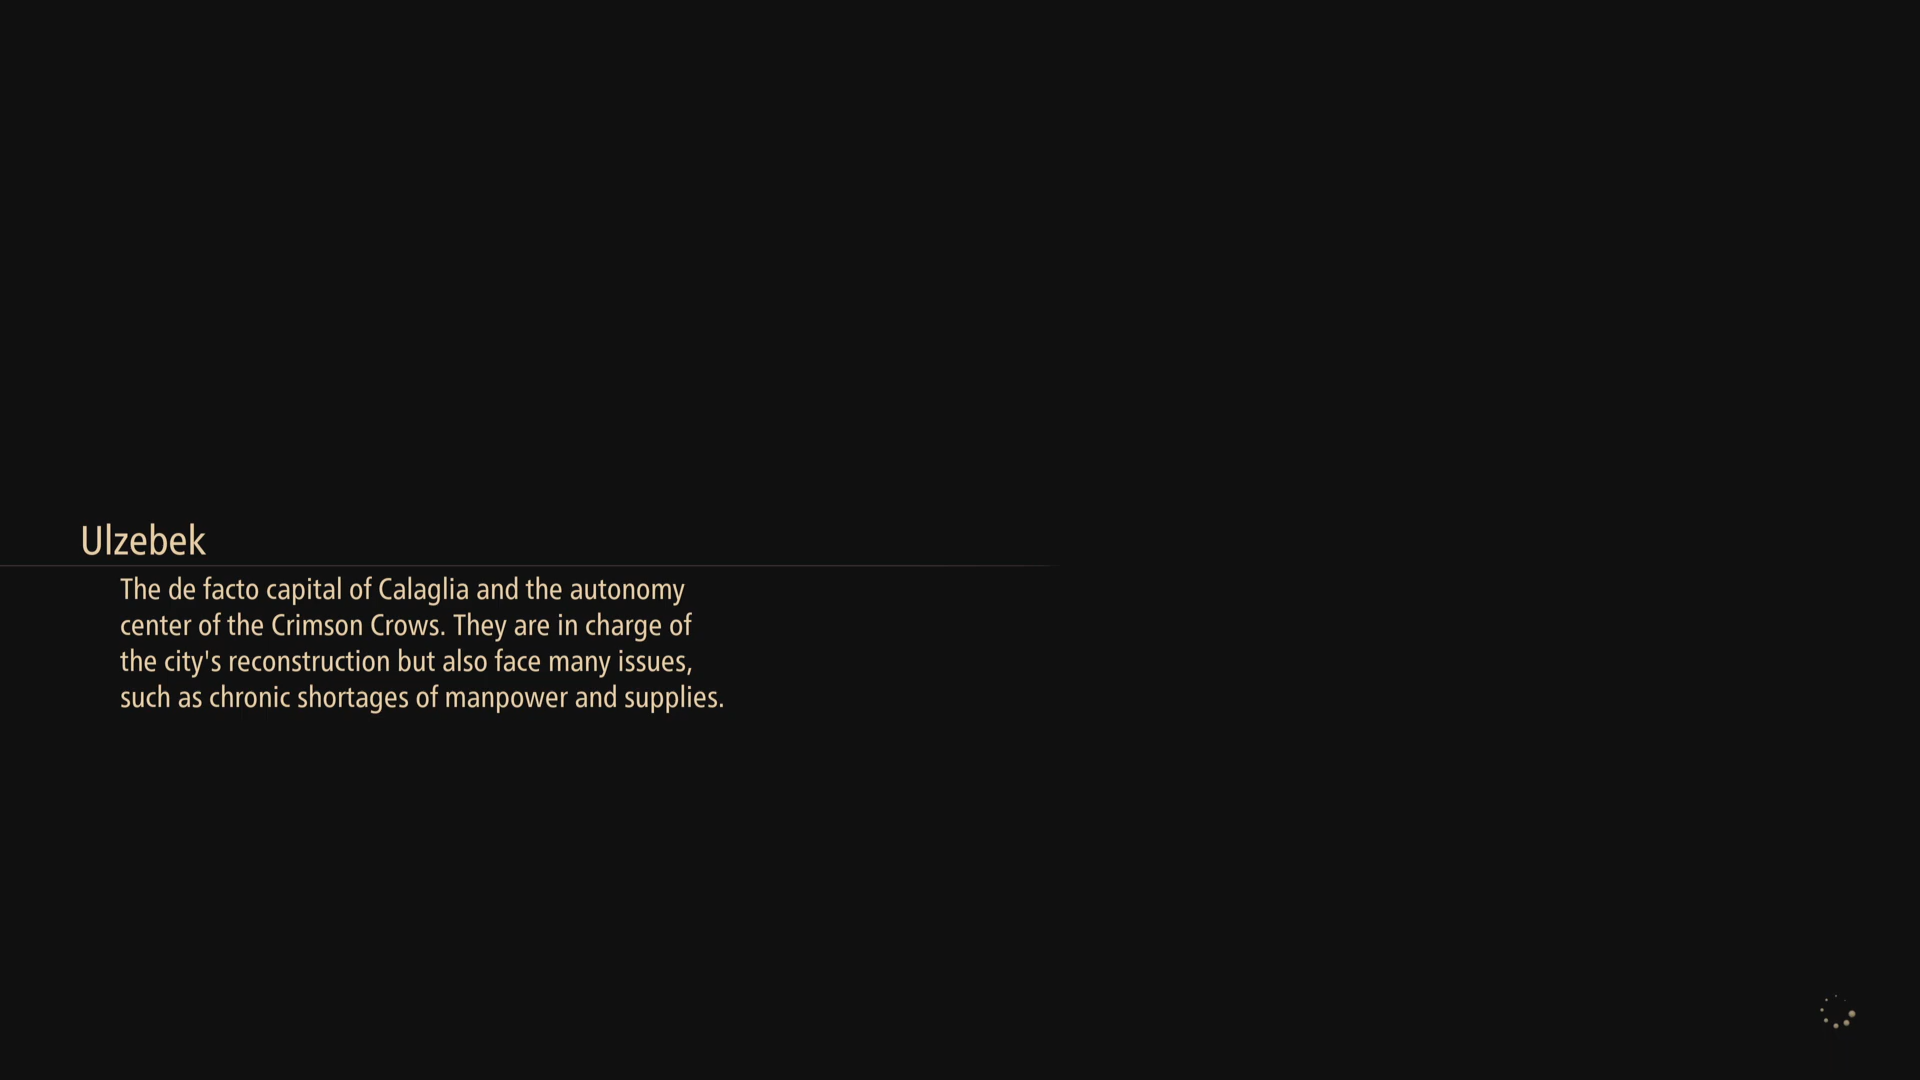 Ulzebek
The de facto capital of Calaglia and the autonomy
center of the Crimson Crows. They are in charge of
the city's reconstruction but also face many issues,
such as chronic shortages of manpower and supplies.